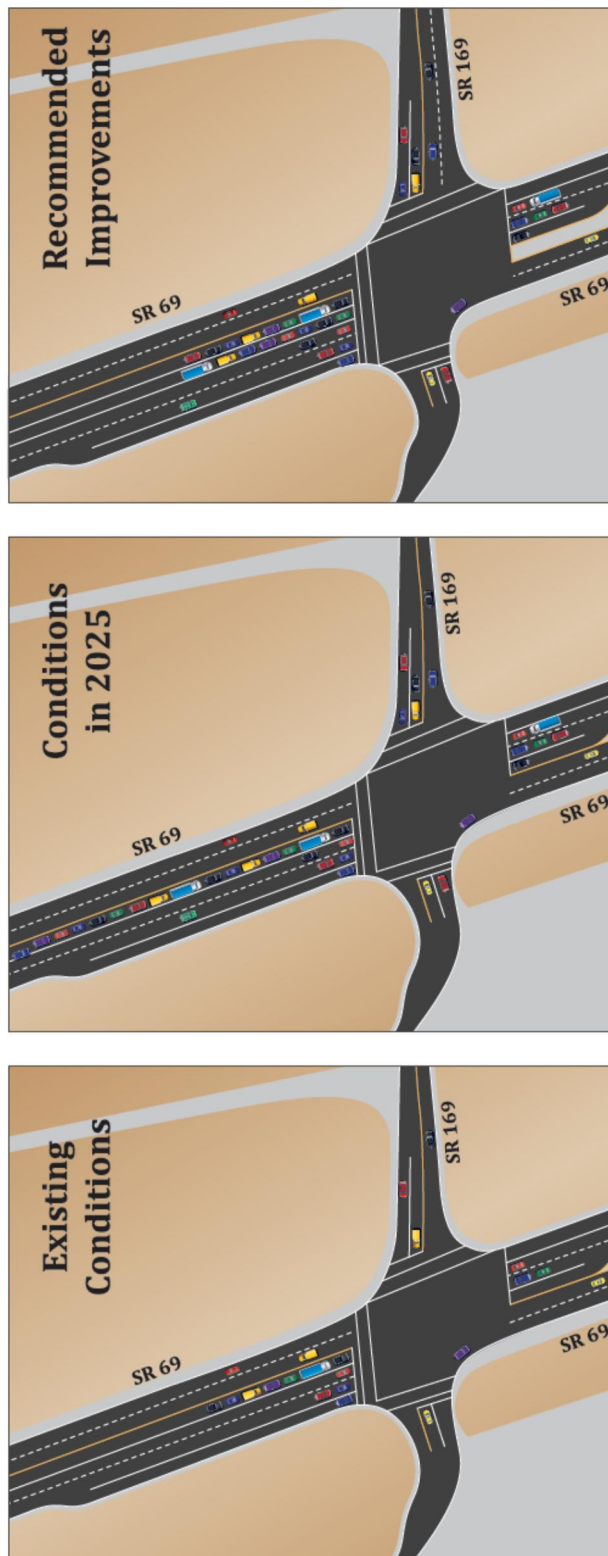 Recommended
Improvements
SR 69
SR 169
SR 69
Conditions
in 2025
SR 69
SR 169
SR 69
Existing
Conditions
SR 69
SR 169
SR 69